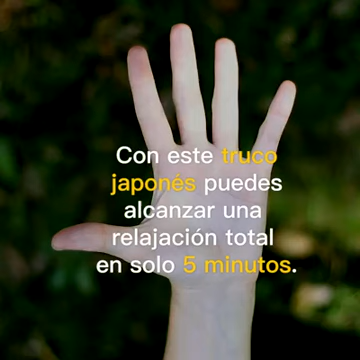 Con este truco
japonés puedes
alcanzar una
relajación total
en solo 5 minutos.